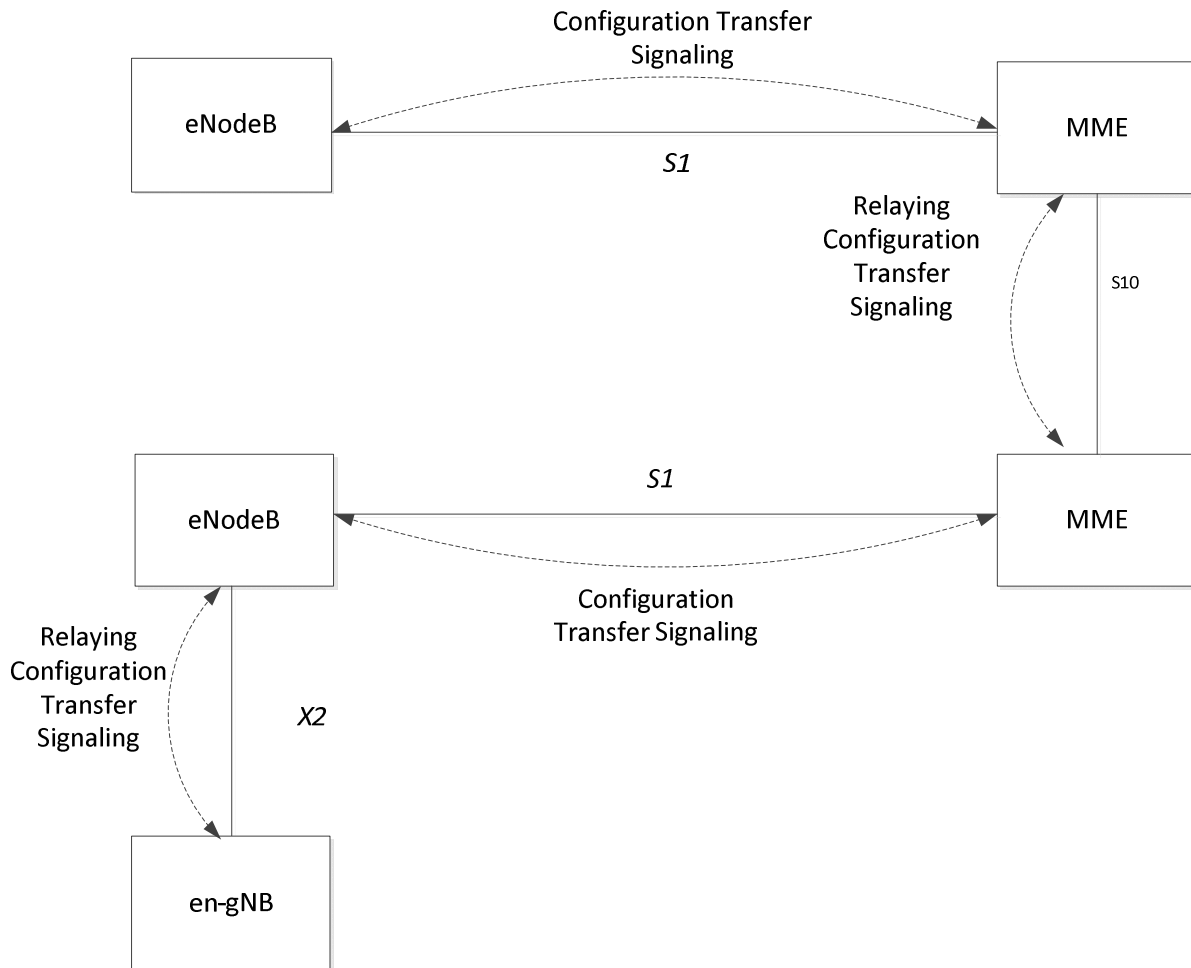 Configuration Transfer
Signaling
eNodeB
MME
S1
Relaying
Configuration
Transfer
Signaling
S10
S1
eNodeB
MME
Configuration
Transfer Signaling
Relaying
Configuration
Transfer
Signaling
X2
en-gNB